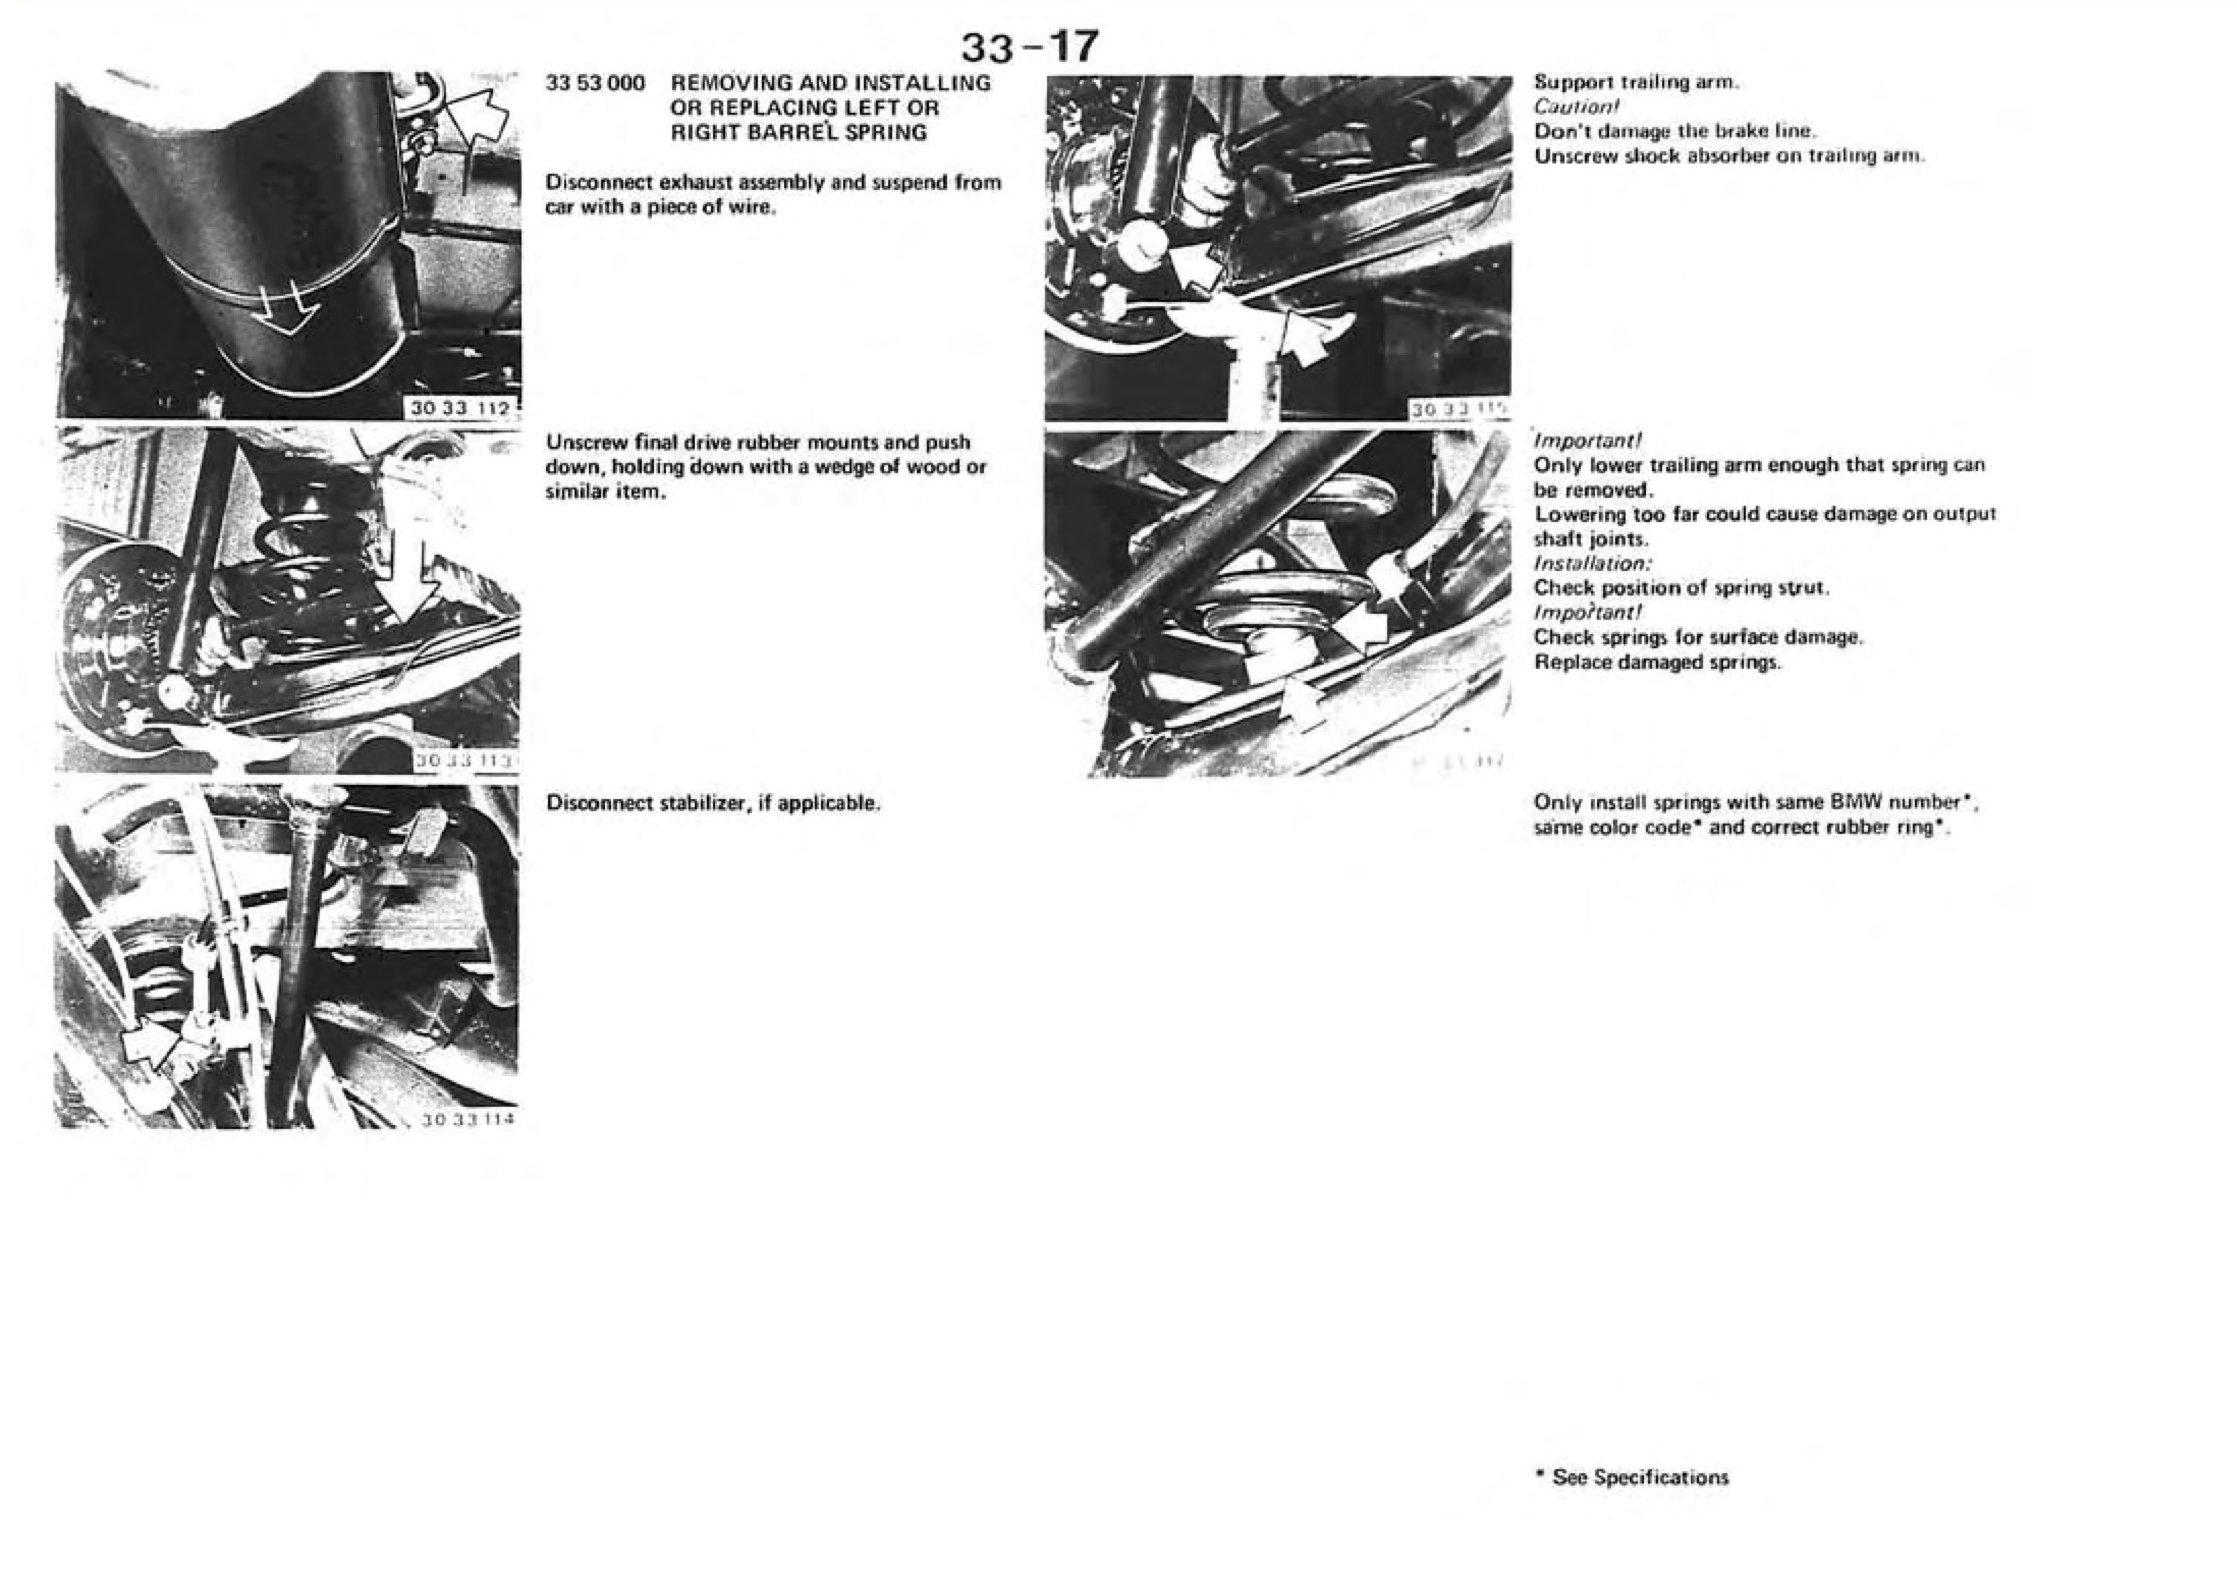 33-17
33 53 000 REMOVING AND INSTALLING
OR REPLACING LEFT OR
RIGHT BARREL SPRING
Disconnect exhaust assembly and suspend from
car with a piece of wire.
30 33 112
Unscrew final drive rubber mounts and push
down, holding down with a wedge of wood or
similar item.
30 33 113
Disconnect stabilizer, if applicable.
30 33 114
Support trailing arm.
Caution!
Don't damage the brake line.
Unscrew shock absorber on trailing arm.
30 33 115
Important!
Only lower trailing arm enough that spring can
be removed.
Lowering too far could cause damage on output
shaft joints.
Installation:
Check position of spring strut.
Important!
Check springs for surface damage.
Replace damaged springs.
Only install springs with same BMW number*,
same color code* and correct rubber ring*.
* See Specifications